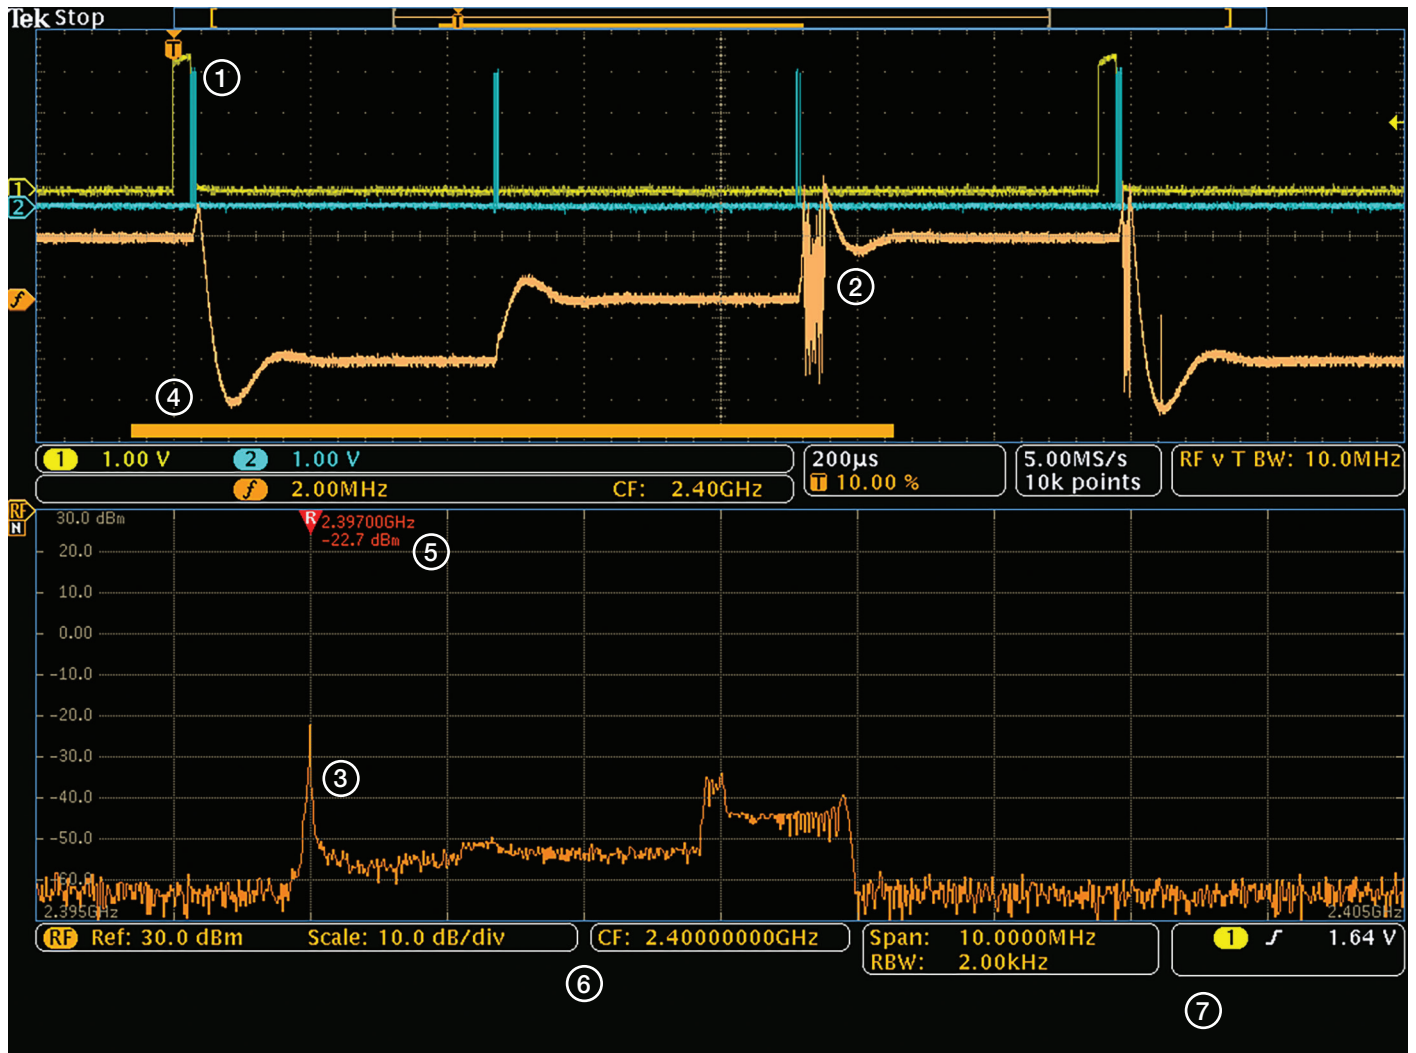 Tek Stop
T
T
1
1
2
2
f
4
1 1.00 V 2 1.00 V
f 2.00MHz CF: 2.40GHz
200µs
T 10.00 %
5.00MS/s
10k points
RF v T BW: 10.0MHz
RF
N
30.0 dBm
R 2.39700GHz
-22.7 dBm
5
20.0
10.0
0.00
-10.0
-20.0
-30.0
3
-40.0
-50.0
-60.0
2.395GHz
2.405GHz
RF Ref: 30.0 dBm Scale: 10.0 dB/div
CF: 2.40000000GHz
Span: 10.0000MHz
RBW: 2.00kHz
1 1.64 V
6
7